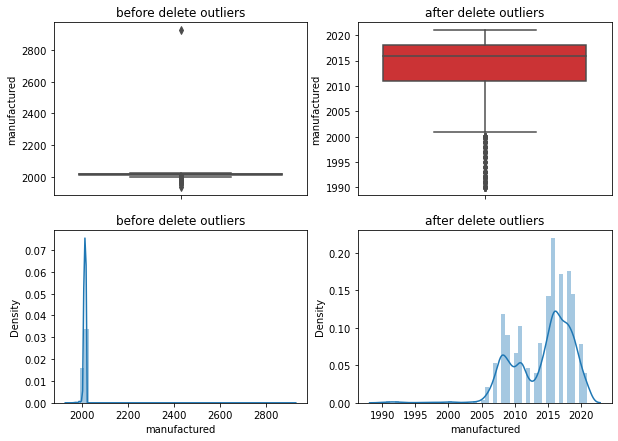 before delete outliers
manufactured
2800
2600
2400
2200
2000
after delete outliers
manufactured
2020
2015
2010
2005
2000
1995
1990
before delete outliers
Density
0.07
0.06
0.05
0.04
0.03
0.02
0.01
0.00
2000 2200 2400 2600 2800
manufactured
after delete outliers
Density
0.20
0.15
0.10
0.05
0.00
1990 1995 2000 2005 2010 2015 2020
manufactured